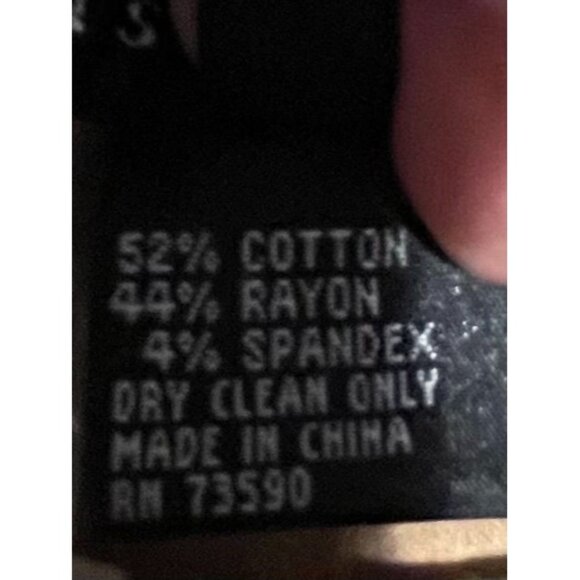 S
52% COTTON
44% RAYON
4% SPANDEX
DRY CLEAN ONLY
MADE IN CHINA
RN 73590